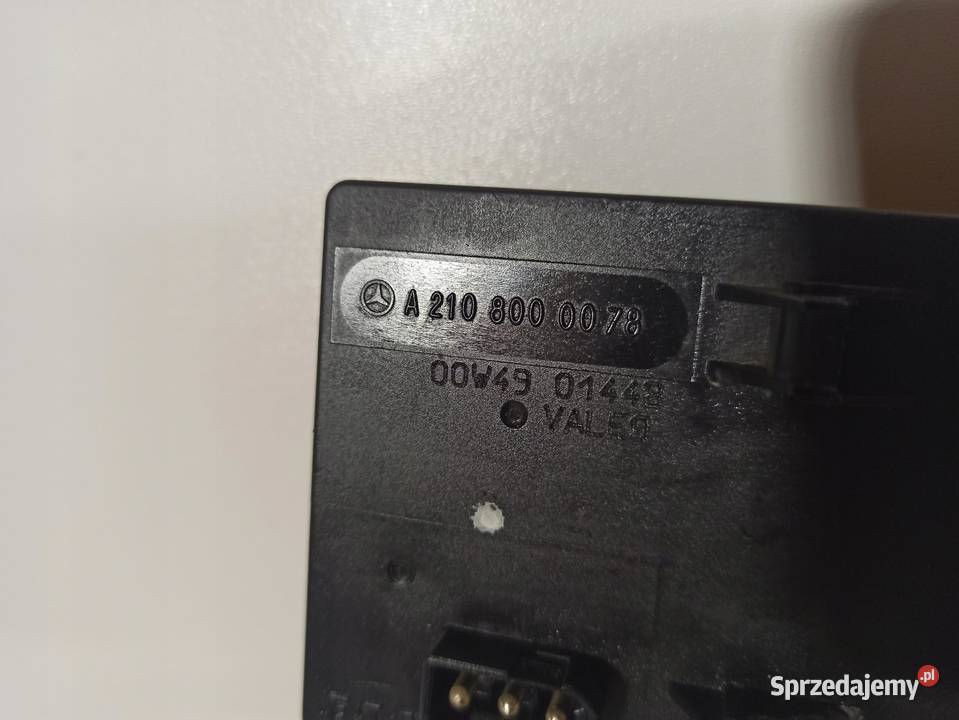 A 210 800 00 78
00W49 01448
VALEO
Sprzedajemy.pl